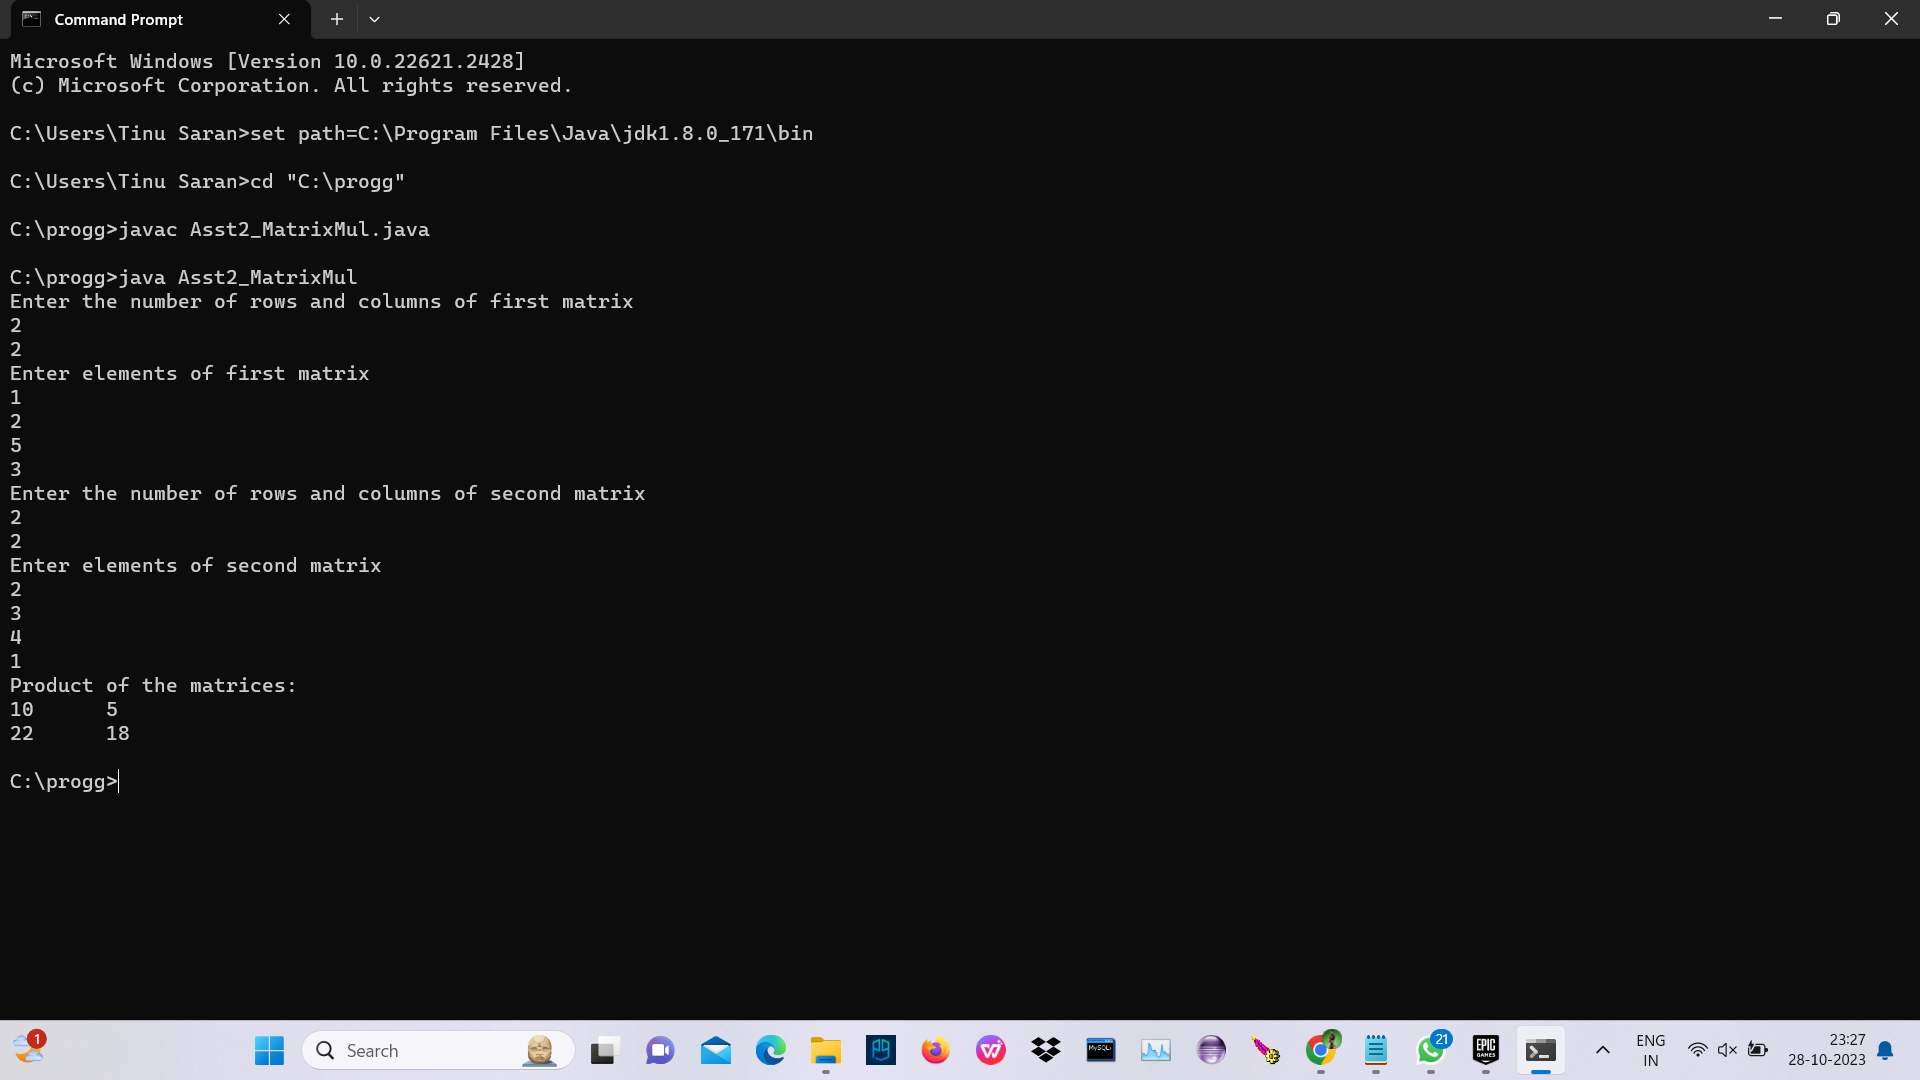 Command Prompt
Microsoft Windows [Version 10.0.22621.2428]
(c) Microsoft Corporation. All rights reserved.
C:\Users\Tinu Saran>set path=C:\Program Files\Java\jdk1.8.0_171\bin
C:\Users\Tinu Saran>cd "C:\progg"
C:\progg>javac Asst2_MatrixMul.java
C:\progg>java Asst2_MatrixMul
Enter the number of rows and columns of first matrix
2
2
Enter elements of first matrix
1
2
5
3
Enter the number of rows and columns of second matrix
2
2
Enter elements of second matrix
2
3
4
1
Product of the matrices:
10 5
22 18
C:\progg>
1
Search
MySQL
21
EPIC
GAMES
ENG
IN
23:27
28-10-2023